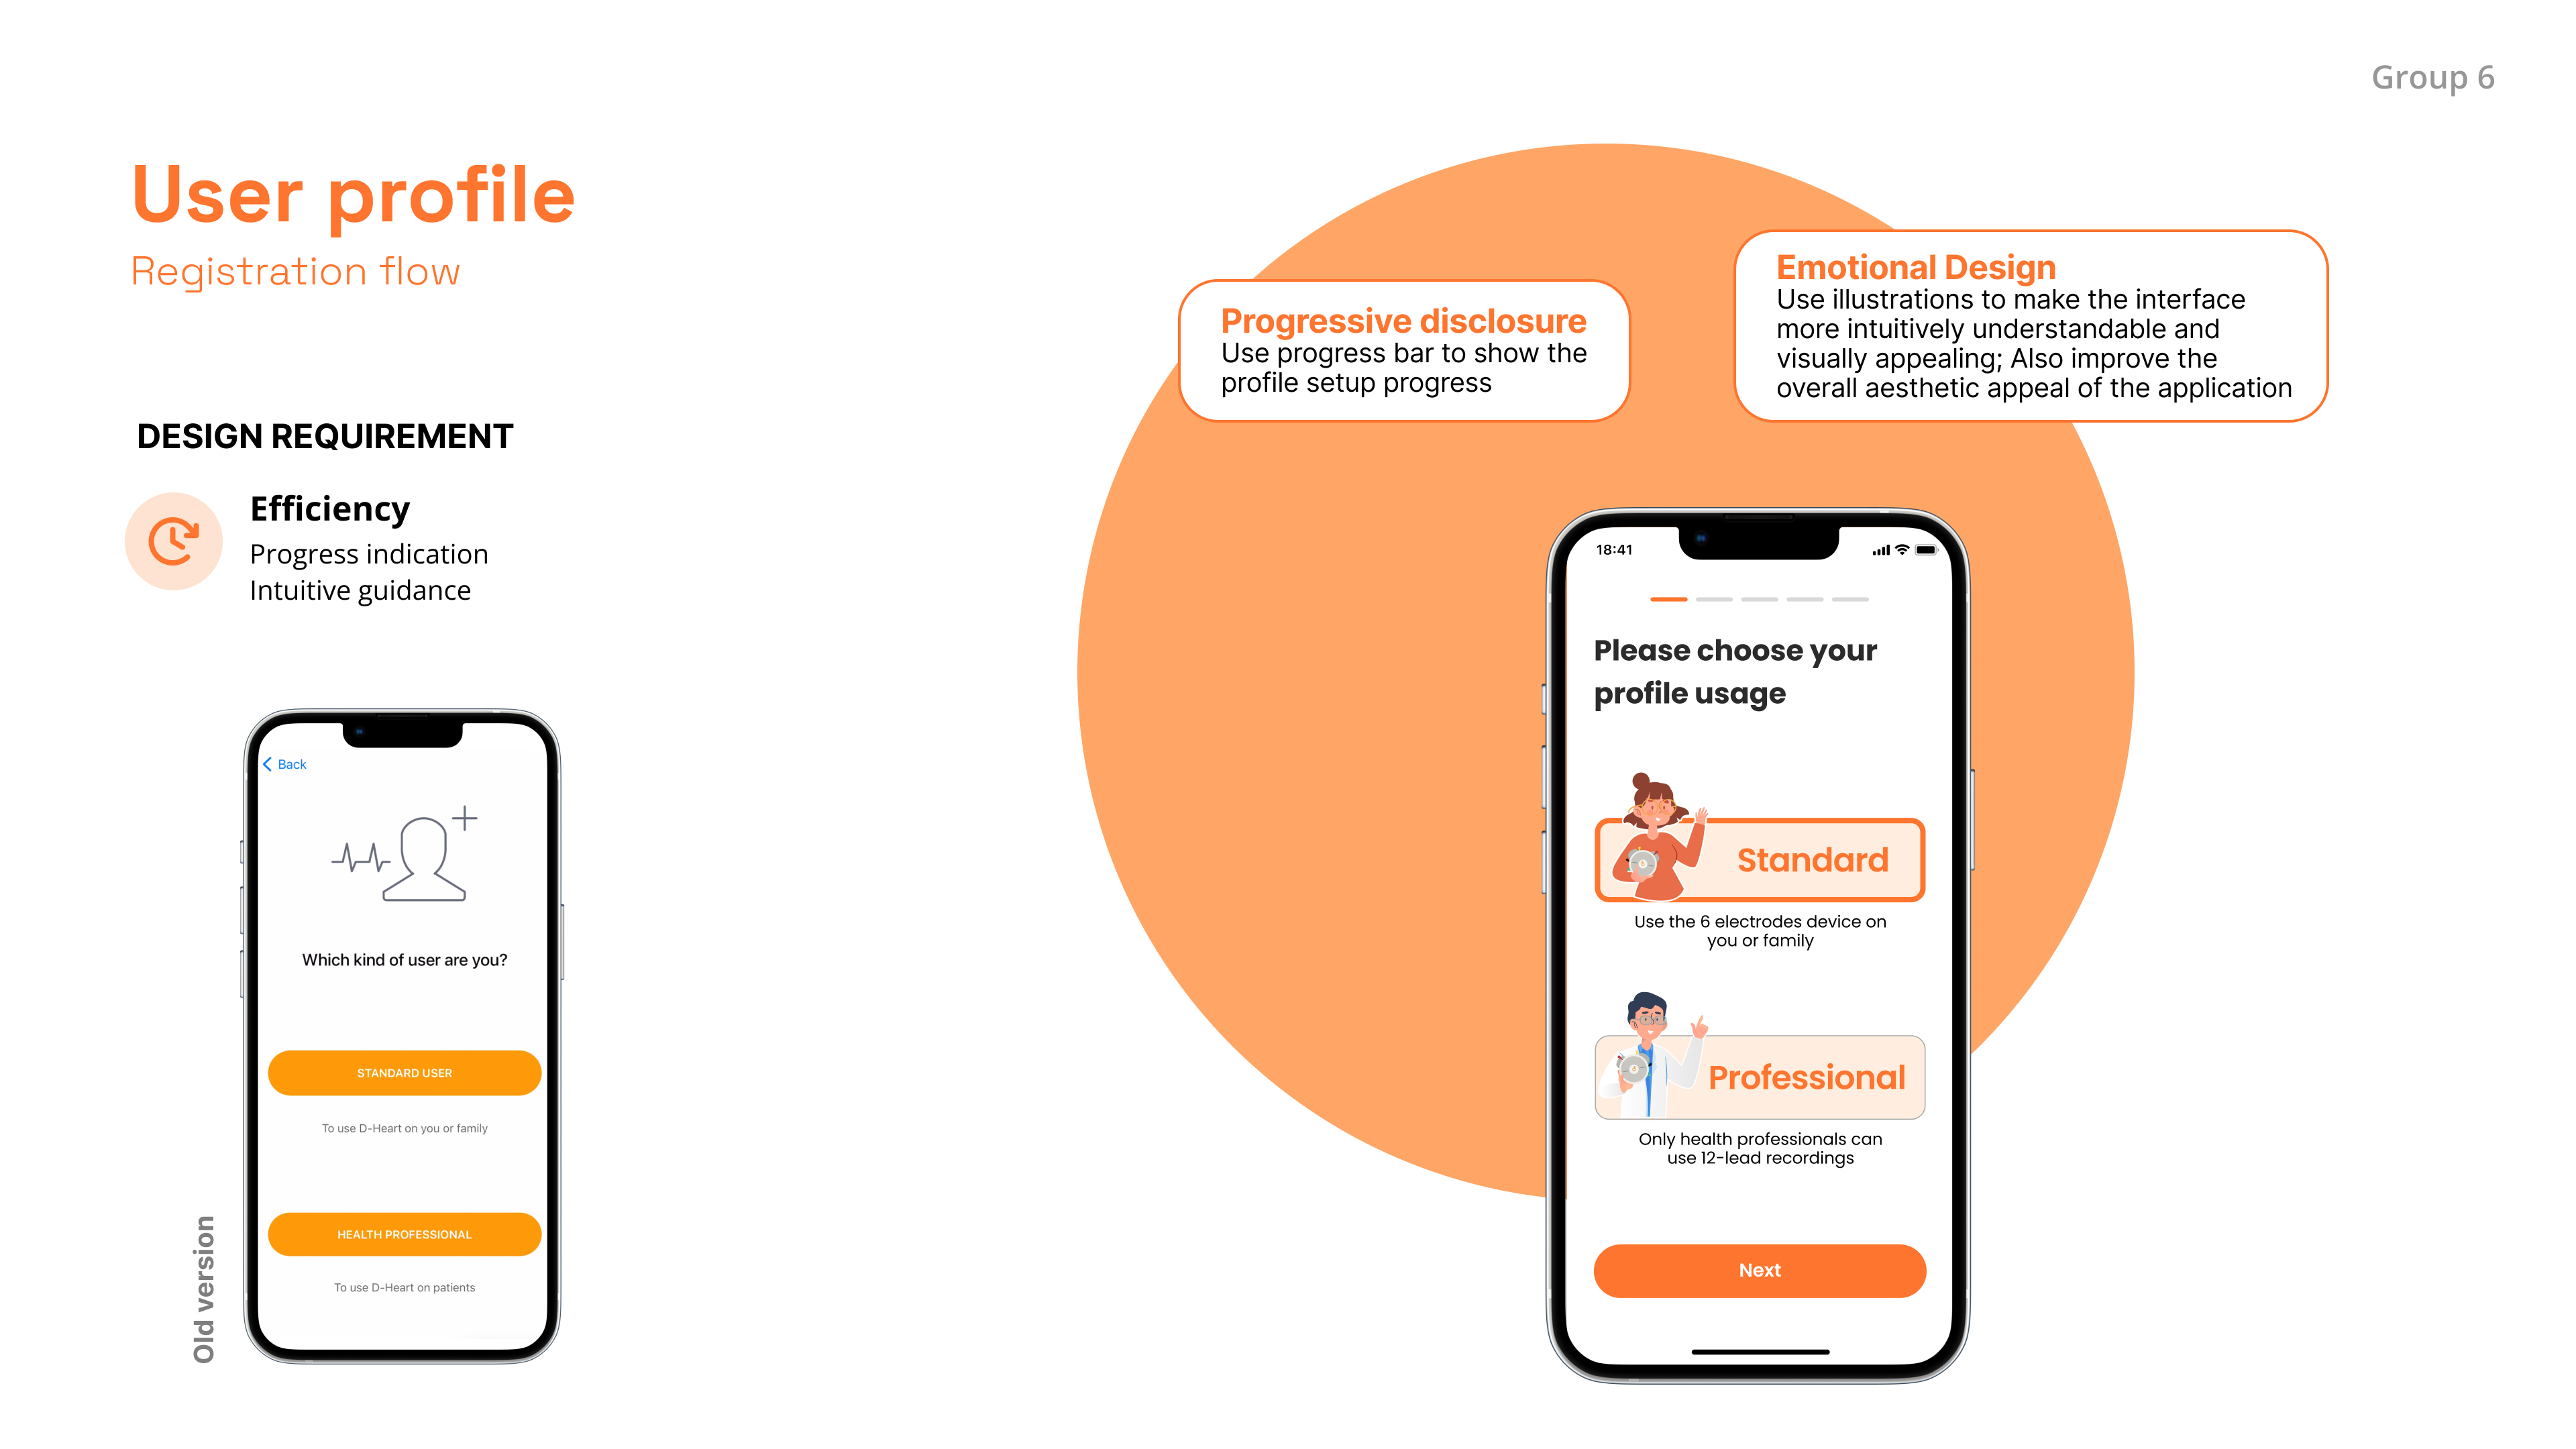 Group 6
User profile
Registration flow
DESIGN REQUIREMENT
Efficiency
Progress indication
Intuitive guidance
Old version
Back
Which kind of user are you?
STANDARD USER
To use D-Heart on you or family
HEALTH PROFESSIONAL
To use D-Heart on patients
Progressive disclosure
Use progress bar to show the
profile setup progress
Emotional Design
Use illustrations to make the interface
more intuitively understandable and
visually appealing; Also improve the
overall aesthetic appeal of the application
18:41
Please choose your
profile usage
Standard
Use the 6 electrodes device on
you or family
Professional
Only health professionals can
use 12-lead recordings
Next